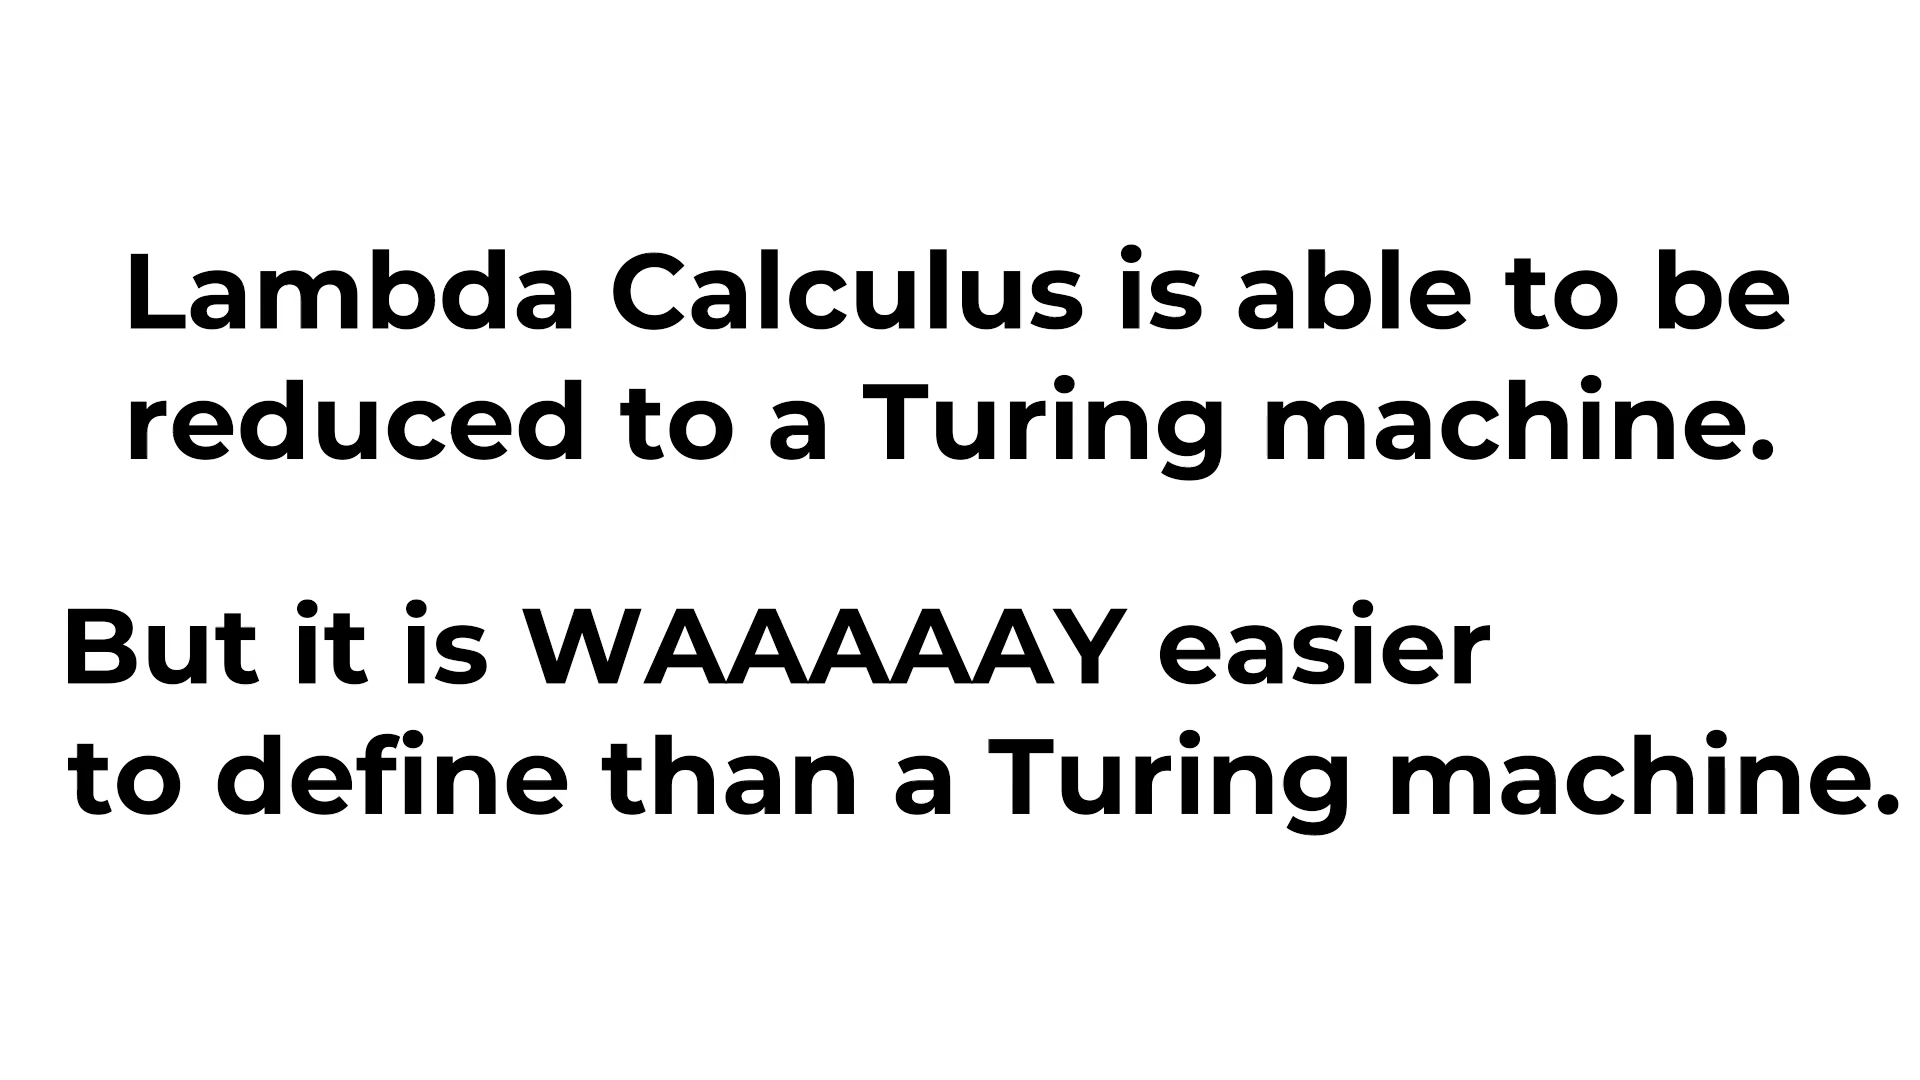 Lambda Calculus is able to be
reduced to a Turing machine.
But it is WAAAAAY easier
to define than a Turing machine.